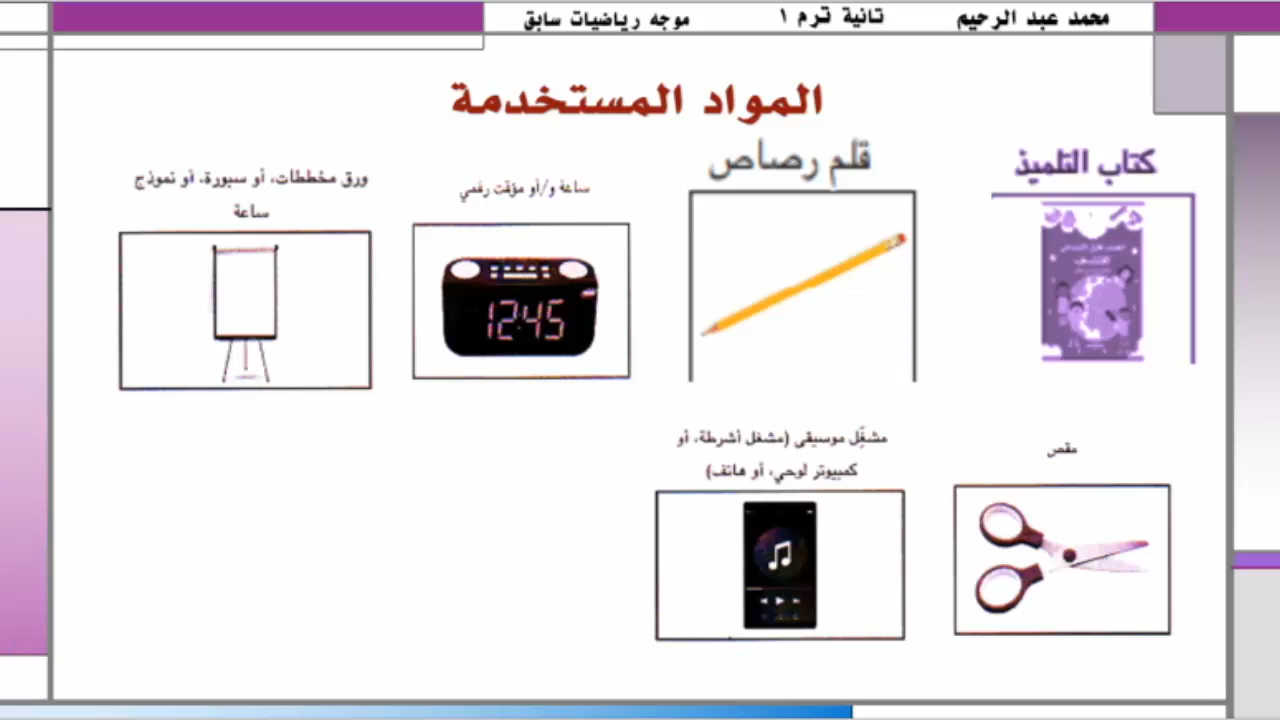 محمد عبد الرحيم
تانية ترم ١
موجه رياضيات سابق
المواد المستخدمة
كتاب التلميذ
قلم رصاص
ساعة و/أو مؤقت رقمي
ورق مخططات، أو سبورة، أو نموذج
ساعة
12:45
مقص
مشغِّل موسيقى (مشغل أشرطة، أو
كمبيوتر لوحي، أو هاتف)